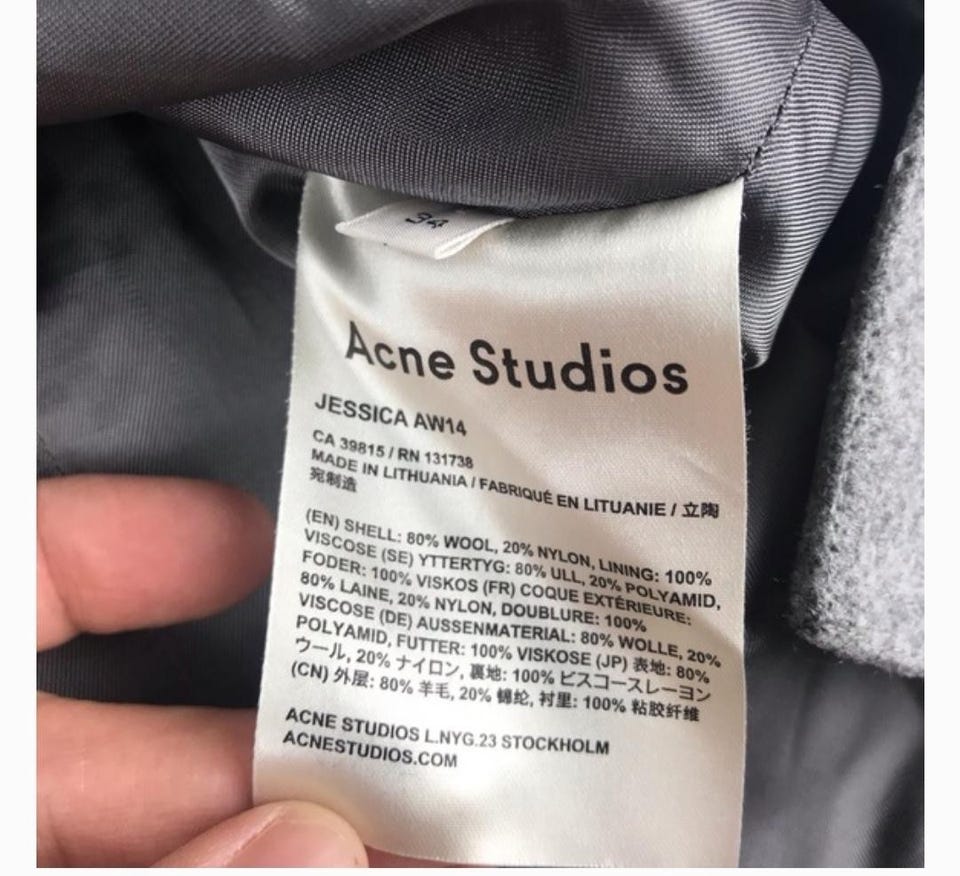 34
Acne Studios
JESSICA AW14
CA 39815 / RN 131738
MADE IN LITHUANIA / FABRIQUÉ EN LITUANIE / 立陶
宛制造
(EN) SHELL: 80% WOOL, 20% NYLON, LINING: 100%
VISCOSE (SE) YTTERTYG: 80% ULL, 20% POLYAMID,
FODER: 100% VISKOS (FR) COQUE EXTÉRIEURE:
80% LAINE, 20% NYLON, DOUBLURE: 100%
VISCOSE (DE) AUSSENMATERIAL: 80% WOLLE, 20%
POLYAMID, FUTTER: 100% VISKOSE (JP) 表地: 80%
ウール, 20% ナイロン, 裏地: 100% ビスコースレーヨン
(CN) 外层: 80% 羊毛, 20% 锦纶, 衬里: 100% 粘胶纤维
ACNE STUDIOS L.NYG.23 STOCKHOLM
ACNESTUDIOS.COM